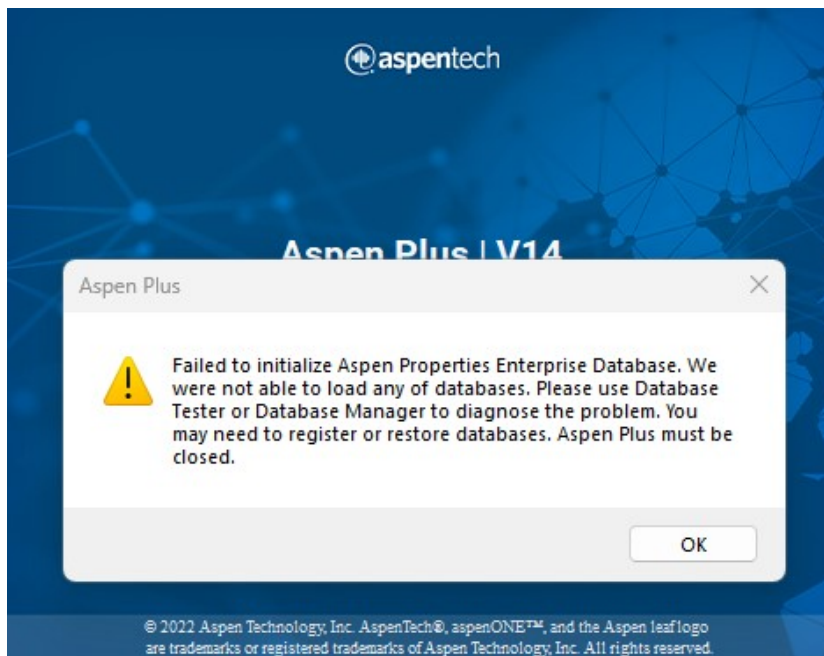 aspentech
Aspen Plus | V14
Aspen Plus
Failed to initialize Aspen Properties Enterprise Database. We
were not able to load any of databases. Please use Database
Tester or Database Manager to diagnose the problem. You
may need to register or restore databases. Aspen Plus must be
closed.
OK
© 2022 Aspen Technology, Inc. AspenTech®, aspenONE™, and the Aspen leaf logo
are trademarks or registered trademarks of Aspen Technology, Inc. All rights reserved.